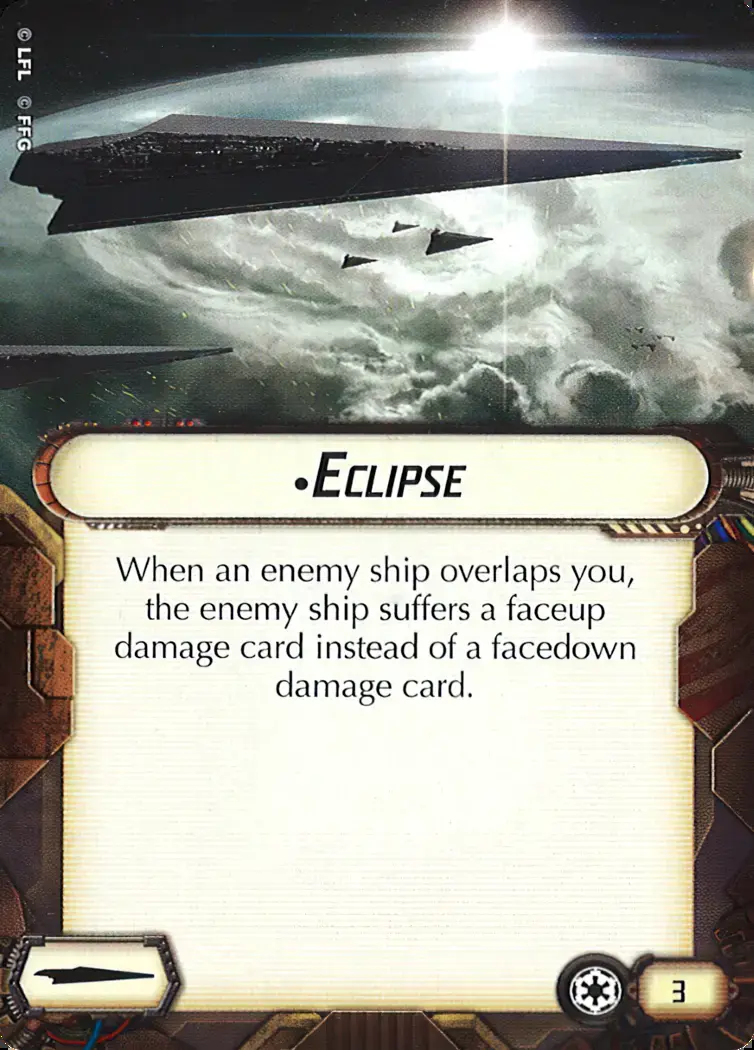 © LFL © FFG
•Eclipse
When an enemy ship overlaps you,
the enemy ship suffers a faceup
damage card instead of a facedown
damage card.
3